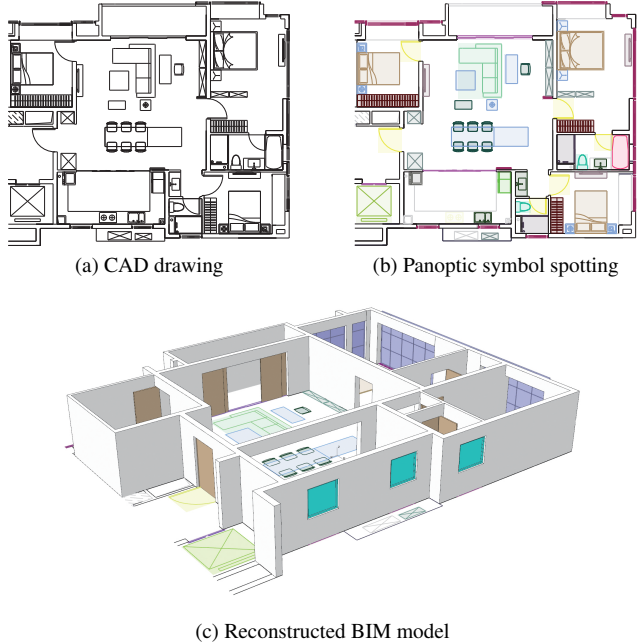 (a) CAD drawing
(b) Panoptic symbol spotting
(c) Reconstructed BIM model